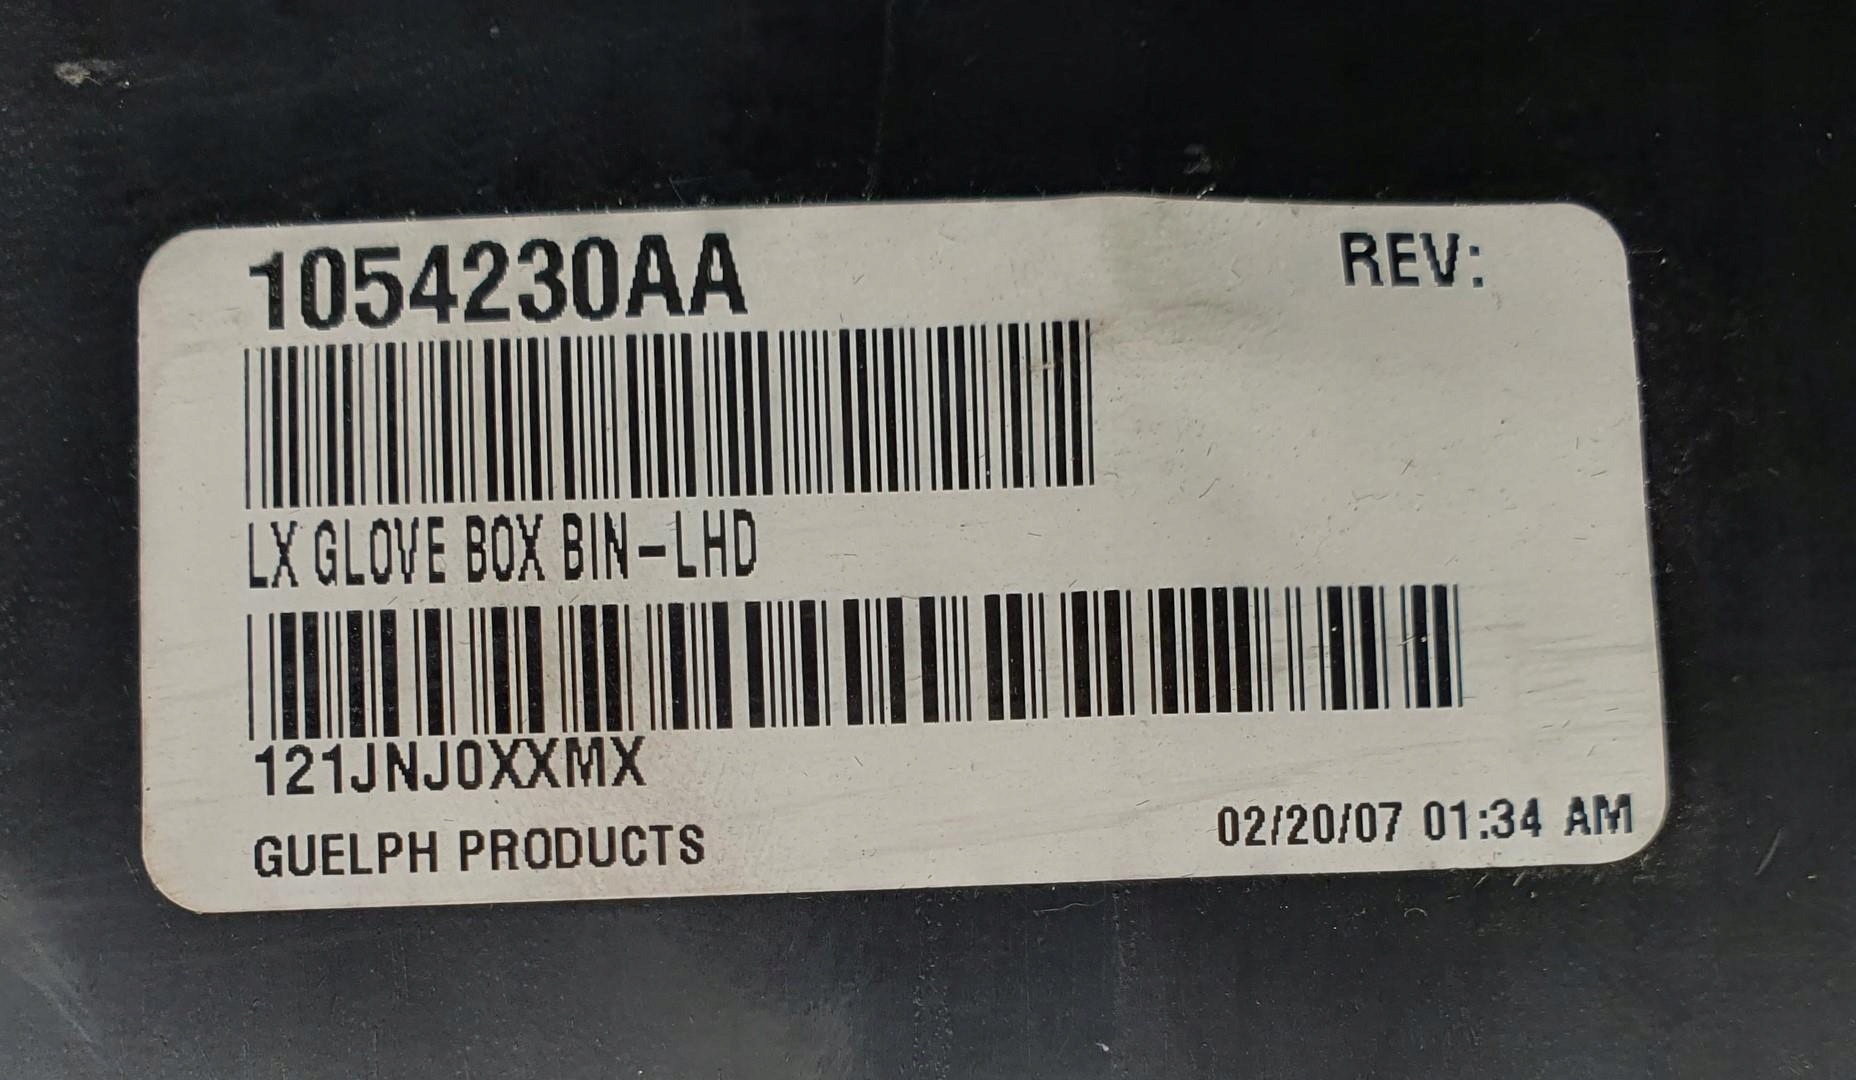 1054230AA
REV:
LX GLOVE BOX BIN-LHD
121JNJ0XXMX
GUELPH PRODUCTS
02/20/07 01:34 AM